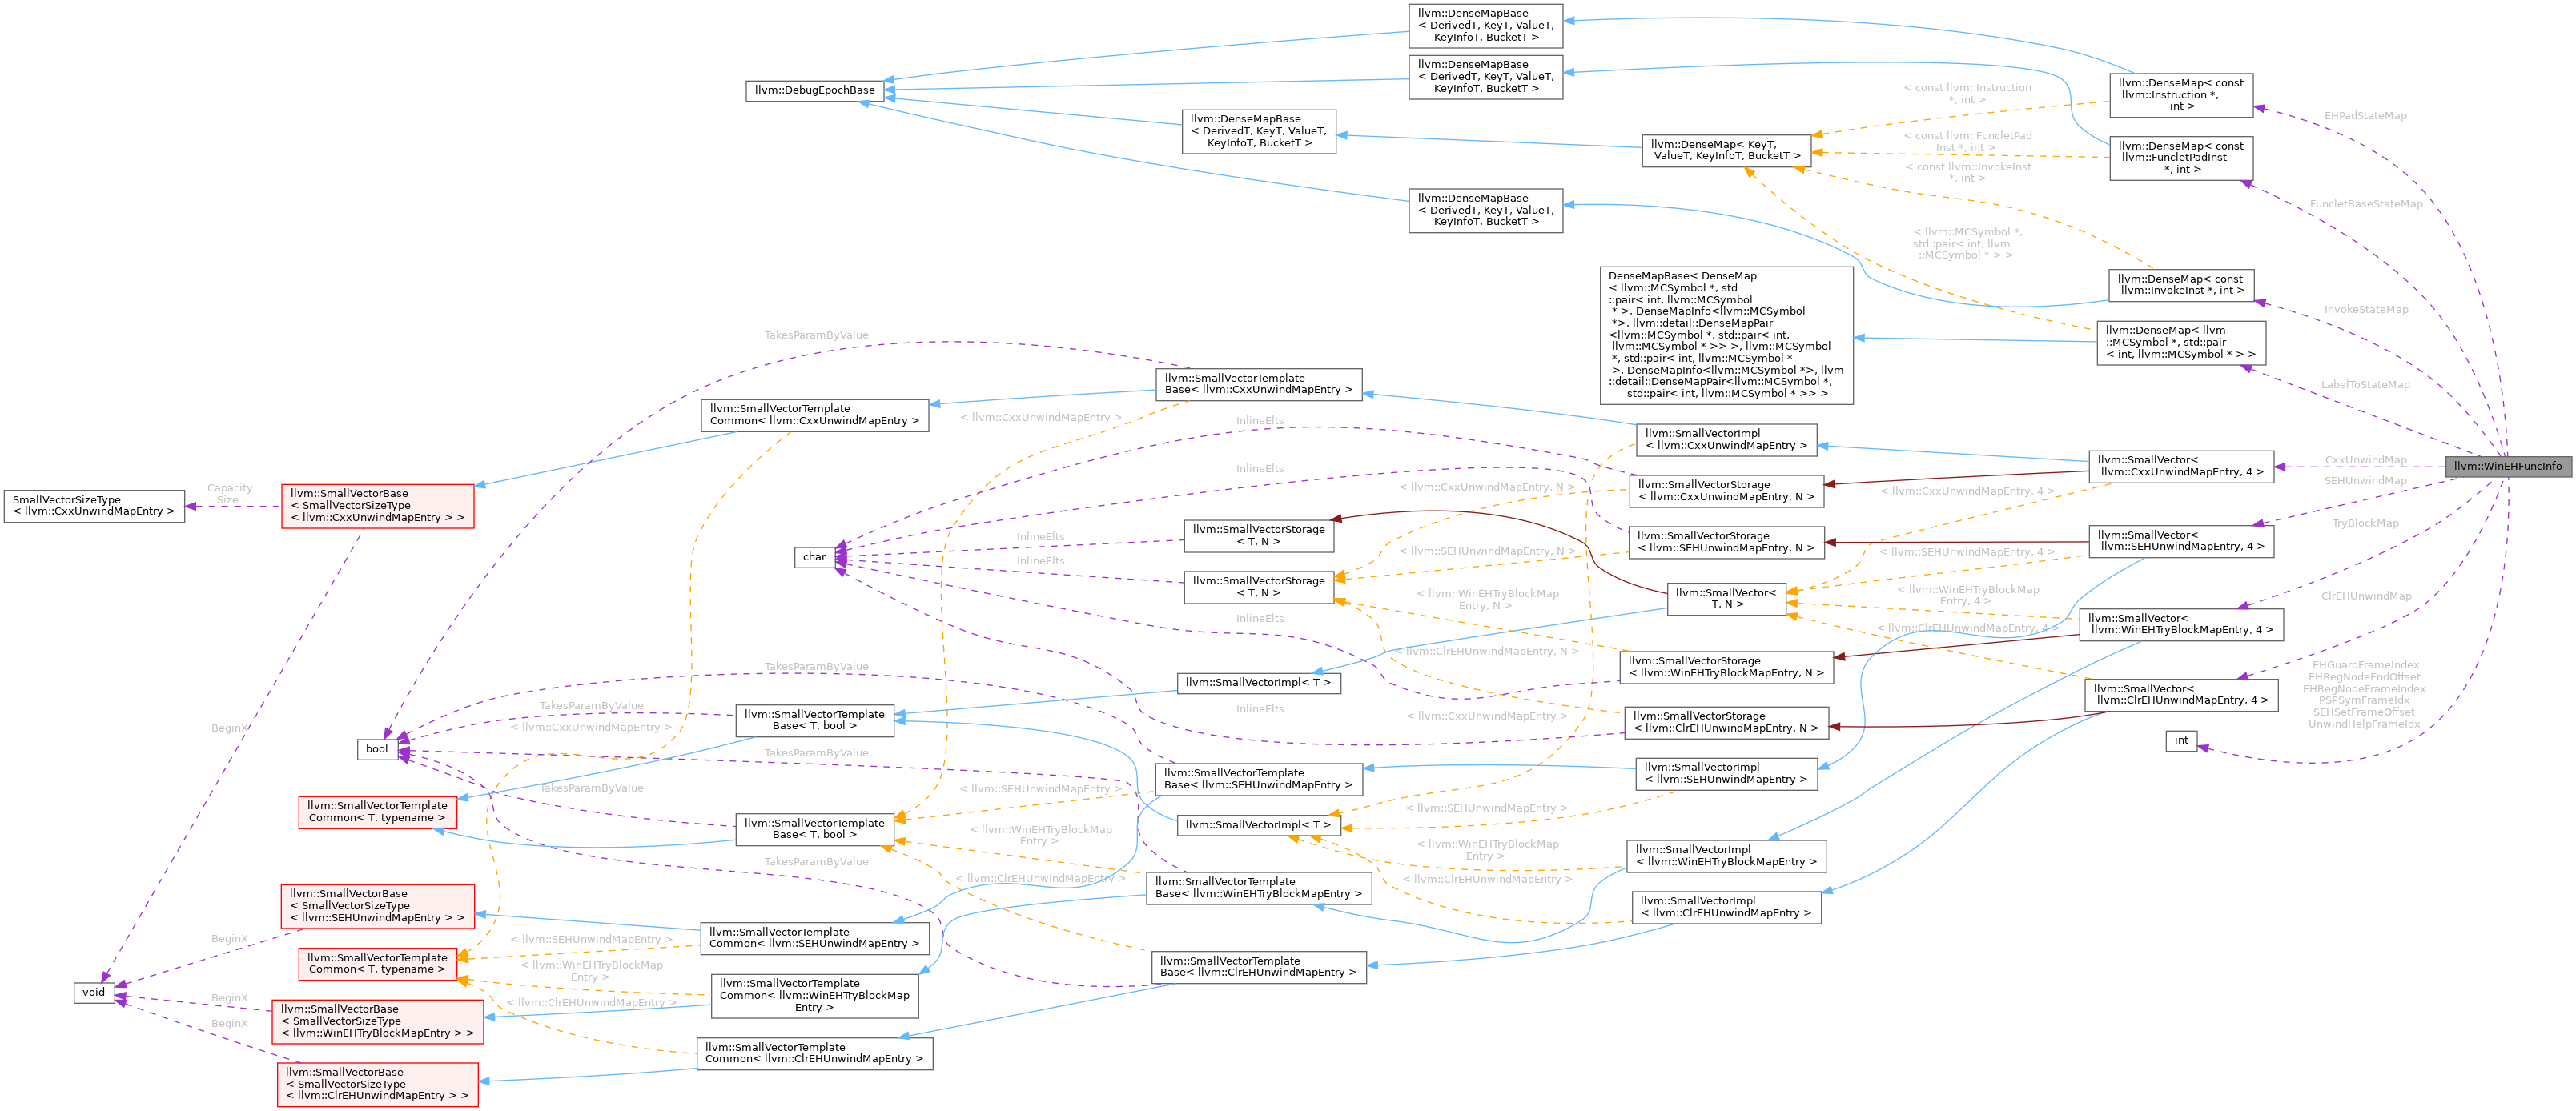 llvm::DenseMapBase
< DerivedT, KeyT, ValueT,
KeyInfoT, BucketT >
llvm::DenseMapBase
< DerivedT, KeyT, ValueT,
KeyInfoT, BucketT >
llvm::DebugEpochBase
llvm::DenseMap< const
llvm::Instruction *,
int >
< const llvm::Instruction
*, int >
EHPadStateMap
llvm::DenseMapBase
< DerivedT, KeyT, ValueT,
KeyInfoT, BucketT >
llvm::DenseMap< KeyT,
ValueT, KeyInfoT, BucketT >
< const llvm::FuncletPad
Inst *, int >
< const llvm::InvokeInst
*, int >
llvm::DenseMap< const
llvm::FuncletPadInst
*, int >
FuncletBaseStateMap
llvm::DenseMapBase
< DerivedT, KeyT, ValueT,
KeyInfoT, BucketT >
< llvm::MCSymbol *,
std::pair< int, llvm
::MCSymbol * > >
DenseMapBase< DenseMap
< llvm::MCSymbol *, std
::pair< int, llvm::MCSymbol
* >, DenseMapInfo<llvm::MCSymbol
*>, llvm::detail::DenseMapPair
<llvm::MCSymbol *, std::pair< int,
llvm::MCSymbol * >> >, llvm::MCSymbol
*, std::pair< int, llvm::MCSymbol *
>, DenseMapInfo<llvm::MCSymbol *>, llvm
::detail::DenseMapPair<llvm::MCSymbol *,
std::pair< int, llvm::MCSymbol * >> >
llvm::DenseMap< const
llvm::InvokeInst *, int >
InvokeStateMap
llvm::DenseMap< llvm
::MCSymbol *, std::pair
< int, llvm::MCSymbol * > >
LabelToStateMap
TakesParamByValue
llvm::SmallVectorTemplate
Base< llvm::CxxUnwindMapEntry >
llvm::SmallVectorTemplate
Common< llvm::CxxUnwindMapEntry >
< llvm::CxxUnwindMapEntry >
InlineElts
llvm::SmallVectorImpl
< llvm::CxxUnwindMapEntry >
llvm::SmallVector<
llvm::CxxUnwindMapEntry, 4 >
CxxUnwindMap
llvm::WinEHFuncInfo
SmallVectorSizeType
< llvm::CxxUnwindMapEntry >
Capacity
Size
llvm::SmallVectorBase
< SmallVectorSizeType
< llvm::CxxUnwindMapEntry > >
InlineElts
< llvm::CxxUnwindMapEntry, N >
llvm::SmallVectorStorage
< llvm::CxxUnwindMapEntry, N >
< llvm::CxxUnwindMapEntry, 4 >
SEHUnwindMap
char
InlineElts
llvm::SmallVectorStorage
< T, N >
< llvm::SEHUnwindMapEntry, N >
llvm::SmallVectorStorage
< llvm::SEHUnwindMapEntry, N >
< llvm::SEHUnwindMapEntry, 4 >
llvm::SmallVector<
llvm::SEHUnwindMapEntry, 4 >
TryBlockMap
InlineElts
llvm::SmallVectorStorage
< T, N >
< llvm::WinEHTryBlockMap
Entry, N >
llvm::SmallVector<
T, N >
< llvm::WinEHTryBlockMap
Entry, 4 >
ClrEHUnwindMap
InlineElts
< llvm::ClrEHUnwindMapEntry, 4 >
llvm::SmallVector<
llvm::WinEHTryBlockMapEntry, 4 >
< llvm::ClrEHUnwindMapEntry, N >
llvm::SmallVectorStorage
< llvm::WinEHTryBlockMapEntry, N >
TakesParamByValue
llvm::SmallVectorImpl< T >
llvm::SmallVector<
llvm::ClrEHUnwindMapEntry, 4 >
EHGuardFrameIndex
EHRegNodeEndOffset
EHRegNodeFrameIndex
PSPSymFrameIdx
SEHSetFrameOffset
UnwindHelpFrameIdx
BeginX
bool
TakesParamByValue
< llvm::CxxUnwindMapEntry >
llvm::SmallVectorTemplate
Base< T, bool >
TakesParamByValue
InlineElts
< llvm::CxxUnwindMapEntry >
llvm::SmallVectorStorage
< llvm::ClrEHUnwindMapEntry, N >
int
llvm::SmallVectorTemplate
Common< T, typename >
TakesParamByValue
llvm::SmallVectorTemplate
Base< llvm::SEHUnwindMapEntry >
llvm::SmallVectorImpl
< llvm::SEHUnwindMapEntry >
< llvm::SEHUnwindMapEntry >
< llvm::SEHUnwindMapEntry >
llvm::SmallVectorTemplate
Base< T, bool >
< llvm::WinEHTryBlockMap
Entry >
llvm::SmallVectorImpl< T >
< llvm::WinEHTryBlockMap
Entry >
llvm::SmallVectorImpl
< llvm::WinEHTryBlockMapEntry >
TakesParamByValue
< llvm::ClrEHUnwindMapEntry >
llvm::SmallVectorTemplate
Base< llvm::WinEHTryBlockMapEntry >
< llvm::ClrEHUnwindMapEntry >
llvm::SmallVectorImpl
< llvm::ClrEHUnwindMapEntry >
llvm::SmallVectorBase
< SmallVectorSizeType
< llvm::SEHUnwindMapEntry > >
BeginX
llvm::SmallVectorTemplate
Common< T, typename >
< llvm::SEHUnwindMapEntry >
llvm::SmallVectorTemplate
Common< llvm::SEHUnwindMapEntry >
< llvm::WinEHTryBlockMap
Entry >
llvm::SmallVectorTemplate
Base< llvm::ClrEHUnwindMapEntry >
void
BeginX
llvm::SmallVectorBase
< SmallVectorSizeType
< llvm::WinEHTryBlockMapEntry > >
< llvm::ClrEHUnwindMapEntry >
llvm::SmallVectorTemplate
Common< llvm::WinEHTryBlockMap
Entry >
BeginX
llvm::SmallVectorBase
< SmallVectorSizeType
< llvm::ClrEHUnwindMapEntry > >
llvm::SmallVectorTemplate
Common< llvm::ClrEHUnwindMapEntry >